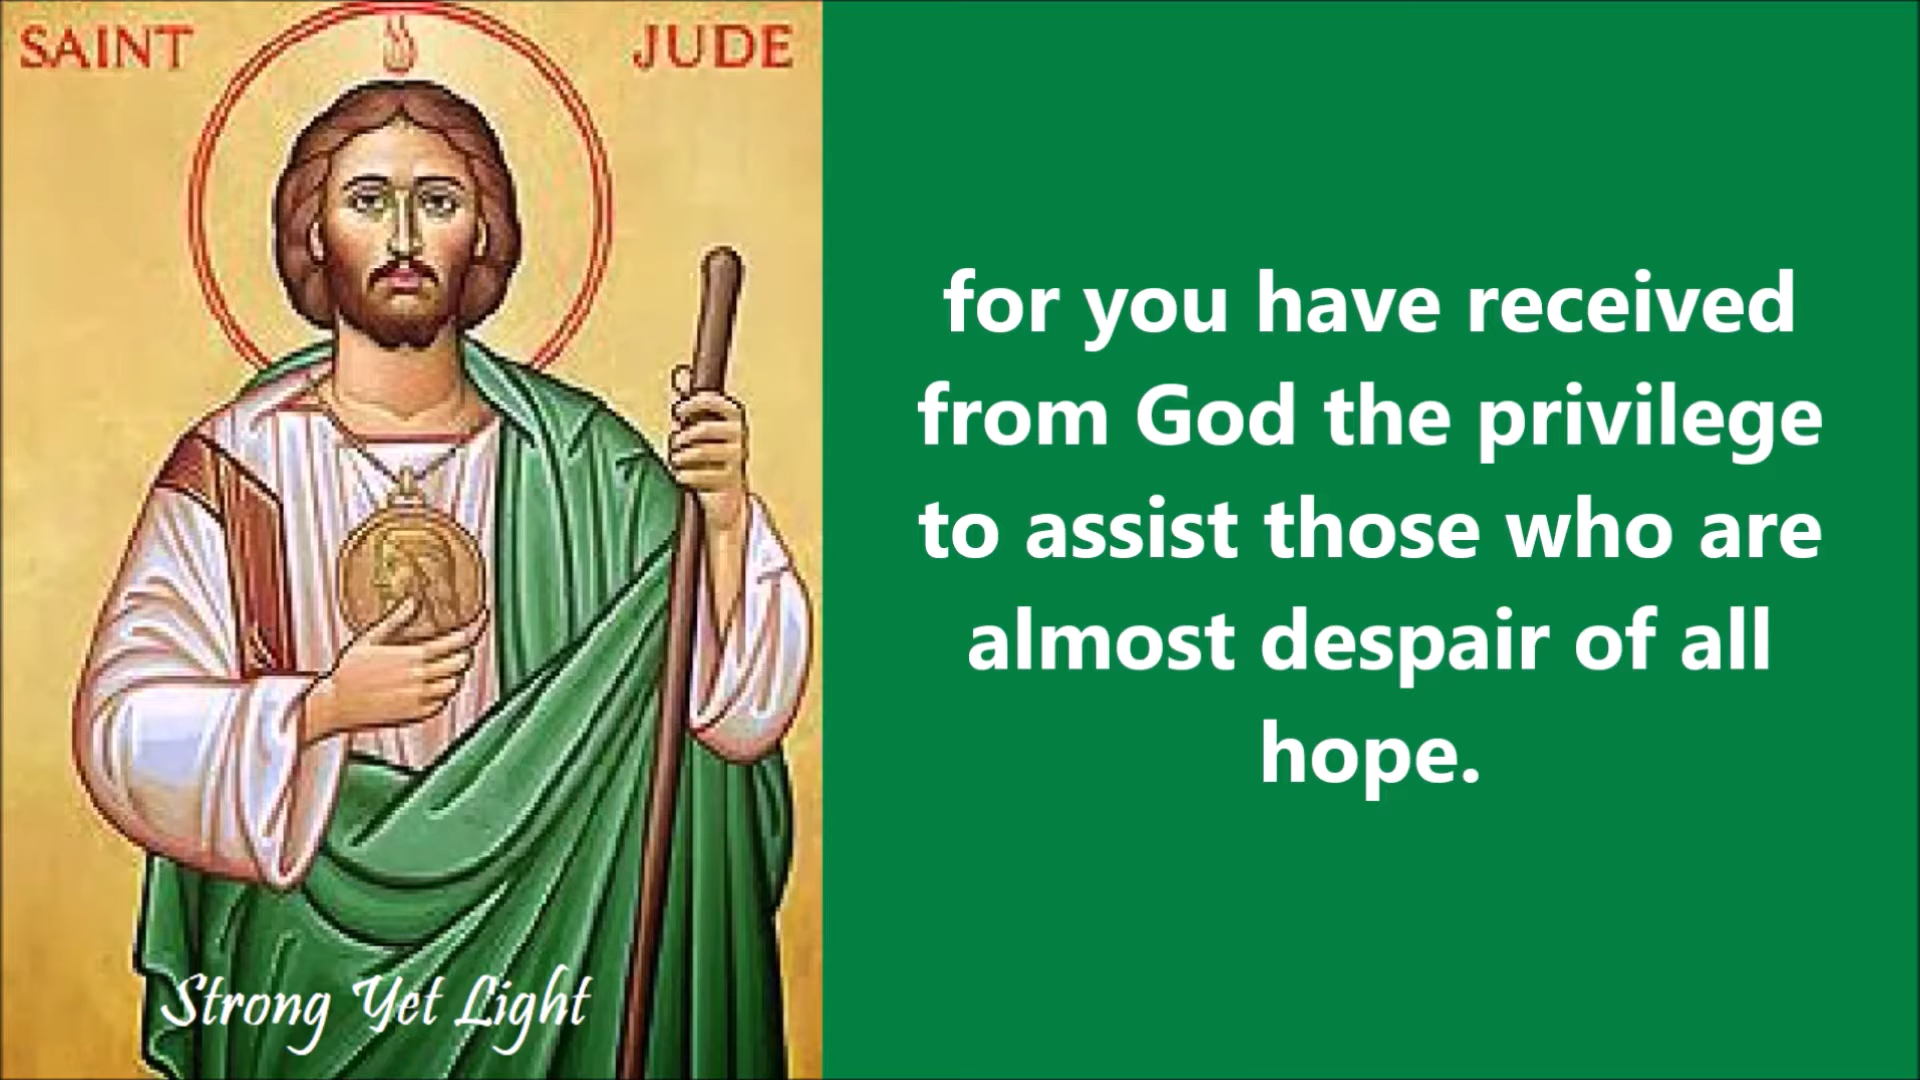 SAINT JUDE
for you have received
from God the privilege
to assist those who are
almost despair of all
hope.
Strong Yet Light